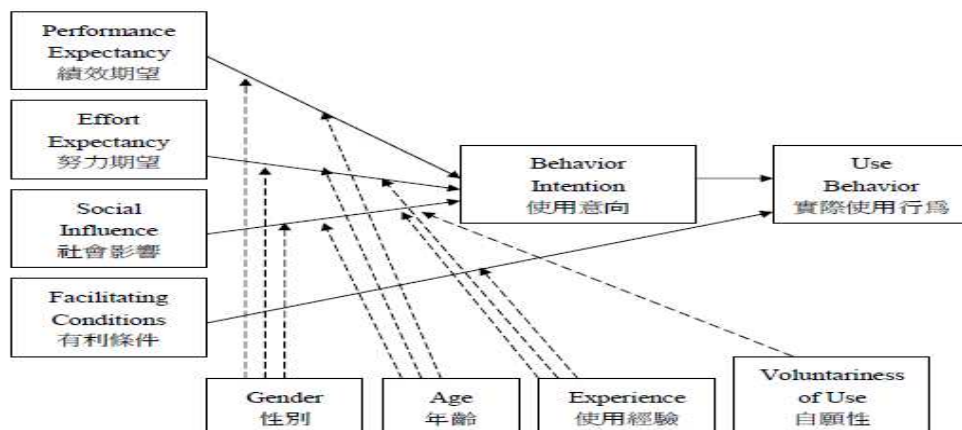 Performance
Expectancy
績效期望
Effort
Expectancy
努力期望
Social
Influence
社會影響
Facilitating
Conditions
有利條件
Behavior
Intention
使用意向
Use
Behavior
實際使用行爲
Gender
性別
Age
年齡
Experience
使用經驗
Voluntariness
of Use
自願性